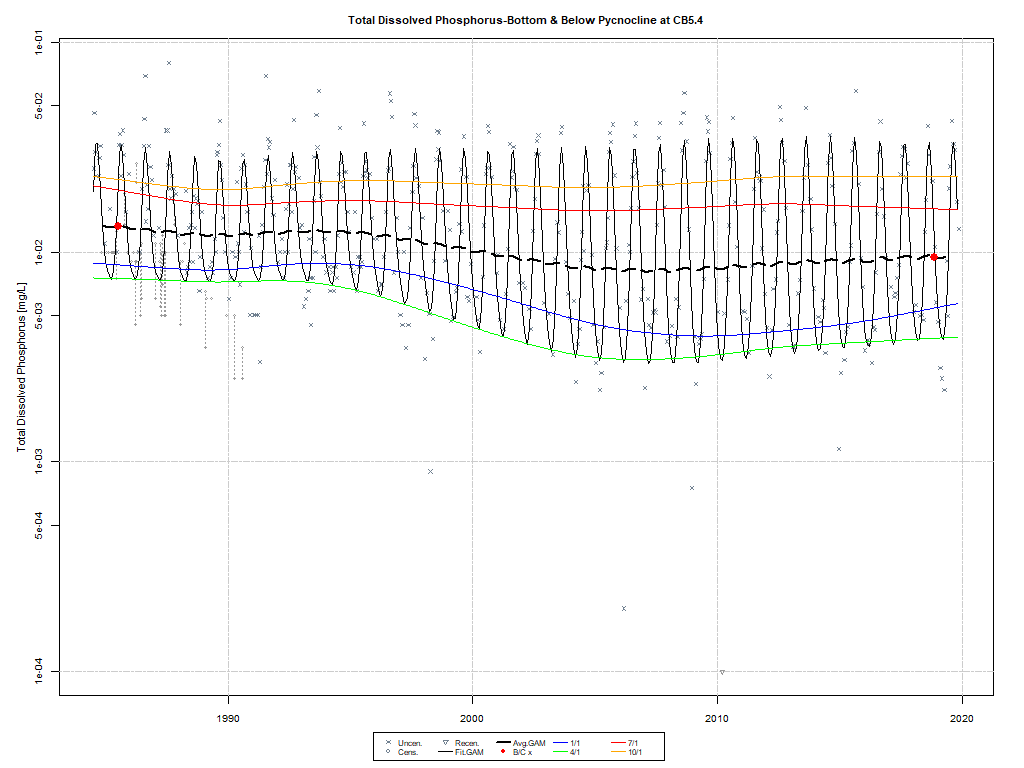 Total Dissolved Phosphorus-Bottom & Below Pycnocline at CB5.4
Total Dissolved Phosphorus [mg/L]
1e-01
5e-02
1e-02
5e-03
1e-03
5e-04
1e-04
1990 2000 2010 2020
Uncen. Recen. Avg.GAM 1/1 7/1
Cens. Fit.GAM B/C x 4/1 10/1